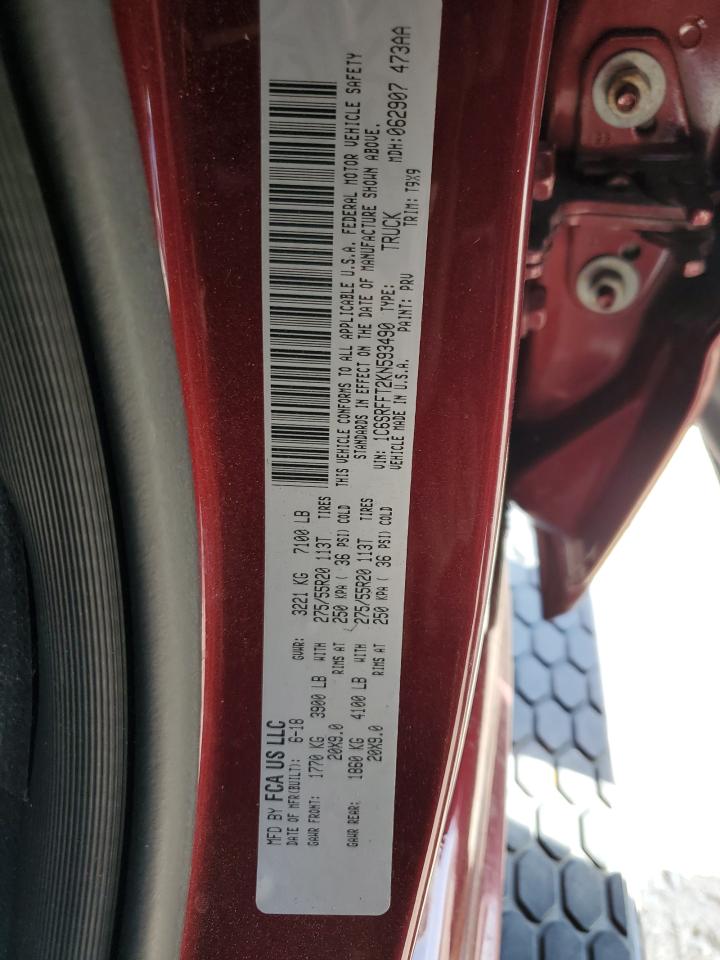 MFD BY FCA US LLC
DATE OF MFR(BUILT): 6-18 GVWR: 3221 KG 7100 LB
GAWR FRONT: 1770 KG 3900 LB WITH 275/55R20 113T TIRES
20X9.0 RIMS AT 250 KPA ( 36 PSI) COLD
GAWR REAR: 1860 KG 4100 LB WITH 275/55R20 113T TIRES
20X9.0 RIMS AT 250 KPA ( 36 PSI) COLD
THIS VEHICLE CONFORMS TO ALL APPLICABLE U.S.A. FEDERAL MOTOR VEHICLE SAFETY
STANDARDS IN EFFECT ON THE DATE OF MANUFACTURE SHOWN ABOVE.
VIN: 1C6SRFFT2KN593490 TYPE: TRUCK MDH:062907 473AA
VEHICLE MADE IN U.S.A. PAINT: PRV TRIM: T9X9